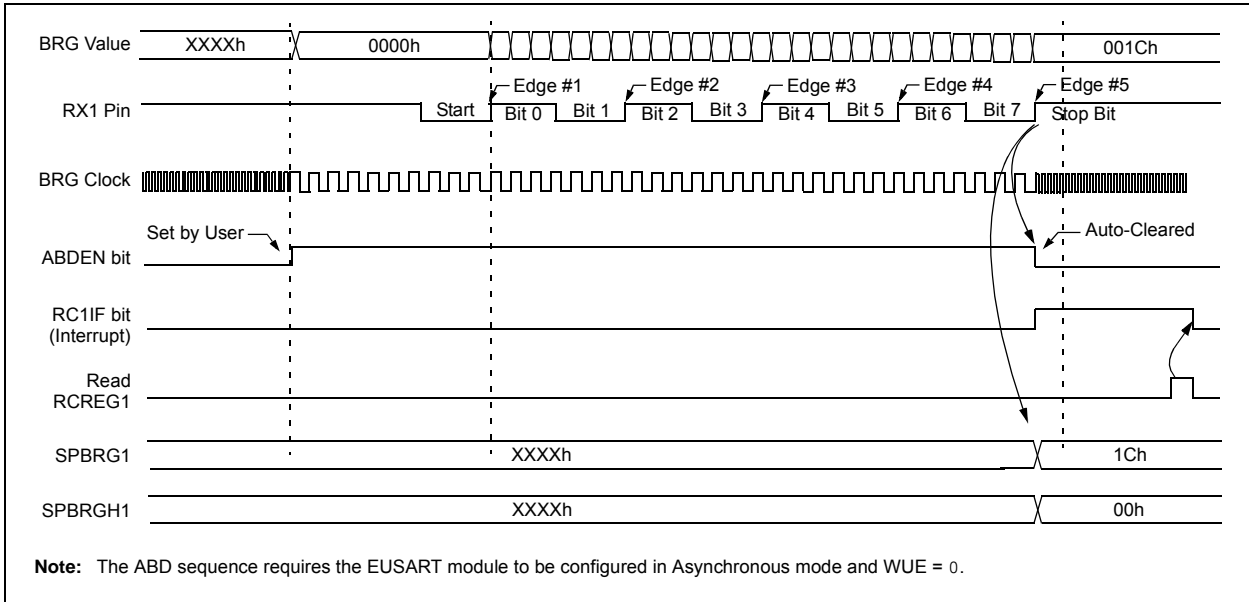 BRG Value XXXXh 0000h 001Ch
Edge #1 Edge #2 Edge #3 Edge #4 Edge #5
RX1 Pin Start Bit 0 Bit 1 Bit 2 Bit 3 Bit 4 Bit 5 Bit 6 Bit 7 Stop Bit
BRG Clock
Set by User Auto-Cleared
ABDEN bit
RC1IF bit
(Interrupt)
Read
RCREG1
SPBRG1 XXXXh 1Ch
SPBRGH1 XXXXh 00h
Note: The ABD sequence requires the EUSART module to be configured in Asynchronous mode and WUE = 0.